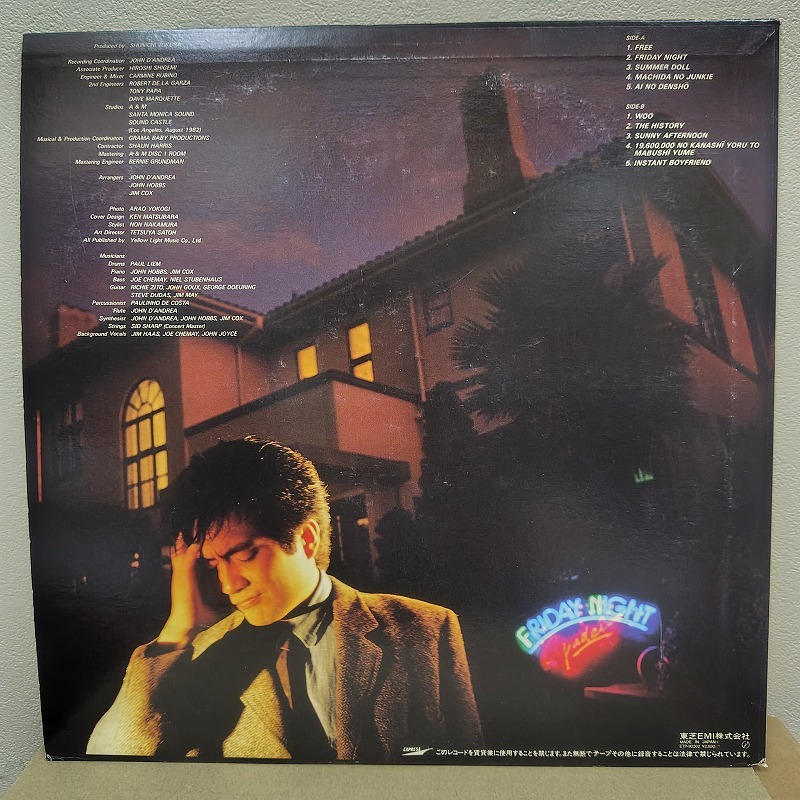 Produced by SHUNICHI TOKURA
Recording Coordination JOHN D'ANDREA
Associate Producer HIROSHI SHIGEMI
Engineer & Mixer CARMINE RUBINO
2nd Engineers ROBERT DE LA GARZA
TONY PAPA
DAVE MARQUETTE
Studios A & M
SANTA MONICA SOUND
SOUND CASTLE
(Los Angeles, August 1982)
Musical & Production Coordinators GRAMA BABY PRODUCTIONS
Contractor SHAUN HARRIS
Mastering A & M DISC 1 ROOM
Mastering Engineer BERNIE GRUNDMAN
Arrangers JOHN D'ANDREA
JOHN HOBBS
JIM COX
Photo ARAO YOKOGI
Cover Design KEN MATSUBARA
Stylist NON NAKAMURA
Art Director TETSUYA SATOH
All Published by Yellow Light Music Co., Ltd.
Musicians
Drums PAUL LIEM
Piano JOHN HOBBS, JIM COX
Bass JOE CHEMAY, NIEL STUBENHAUS
Guitar RICHIE ZITO, JOHN GOUX, GEORGE DOEURING
STEVE DUDAS, JIM MAY
Percussionist PAULINHO DE COSTA
Flute JOHN D'ANDREA
Synthesist JOHN D'ANDREA, JOHN HOBBS, JIM COX
Strings SID SHARP (Concert Master)
Background Vocals JIM HAAS, JOE CHEMAY, JOHN JOYCE
SIDE-A
1. FREE
2. FRIDAY NIGHT
3. SUMMER DOLL
4. MACHIDA NO JUNKIE
5. AI NO DENSHŌ
SIDE-B
1. WOO
2. THE HISTORY
3. SUNNY AFTERNOON
4. 19,600,000 NO KANASHĪ YORU TO
MABUSHĪ YUME
5. INSTANT BOYFRIEND
FRIDAY NIGHT
東芝EMI株式会社
MADE IN JAPAN
ETP-90202 ¥2,800
EXPRESS
このレコードを賃貸業に使用することを禁じます。また無断でテープその他に録音することは法律で禁じられています。